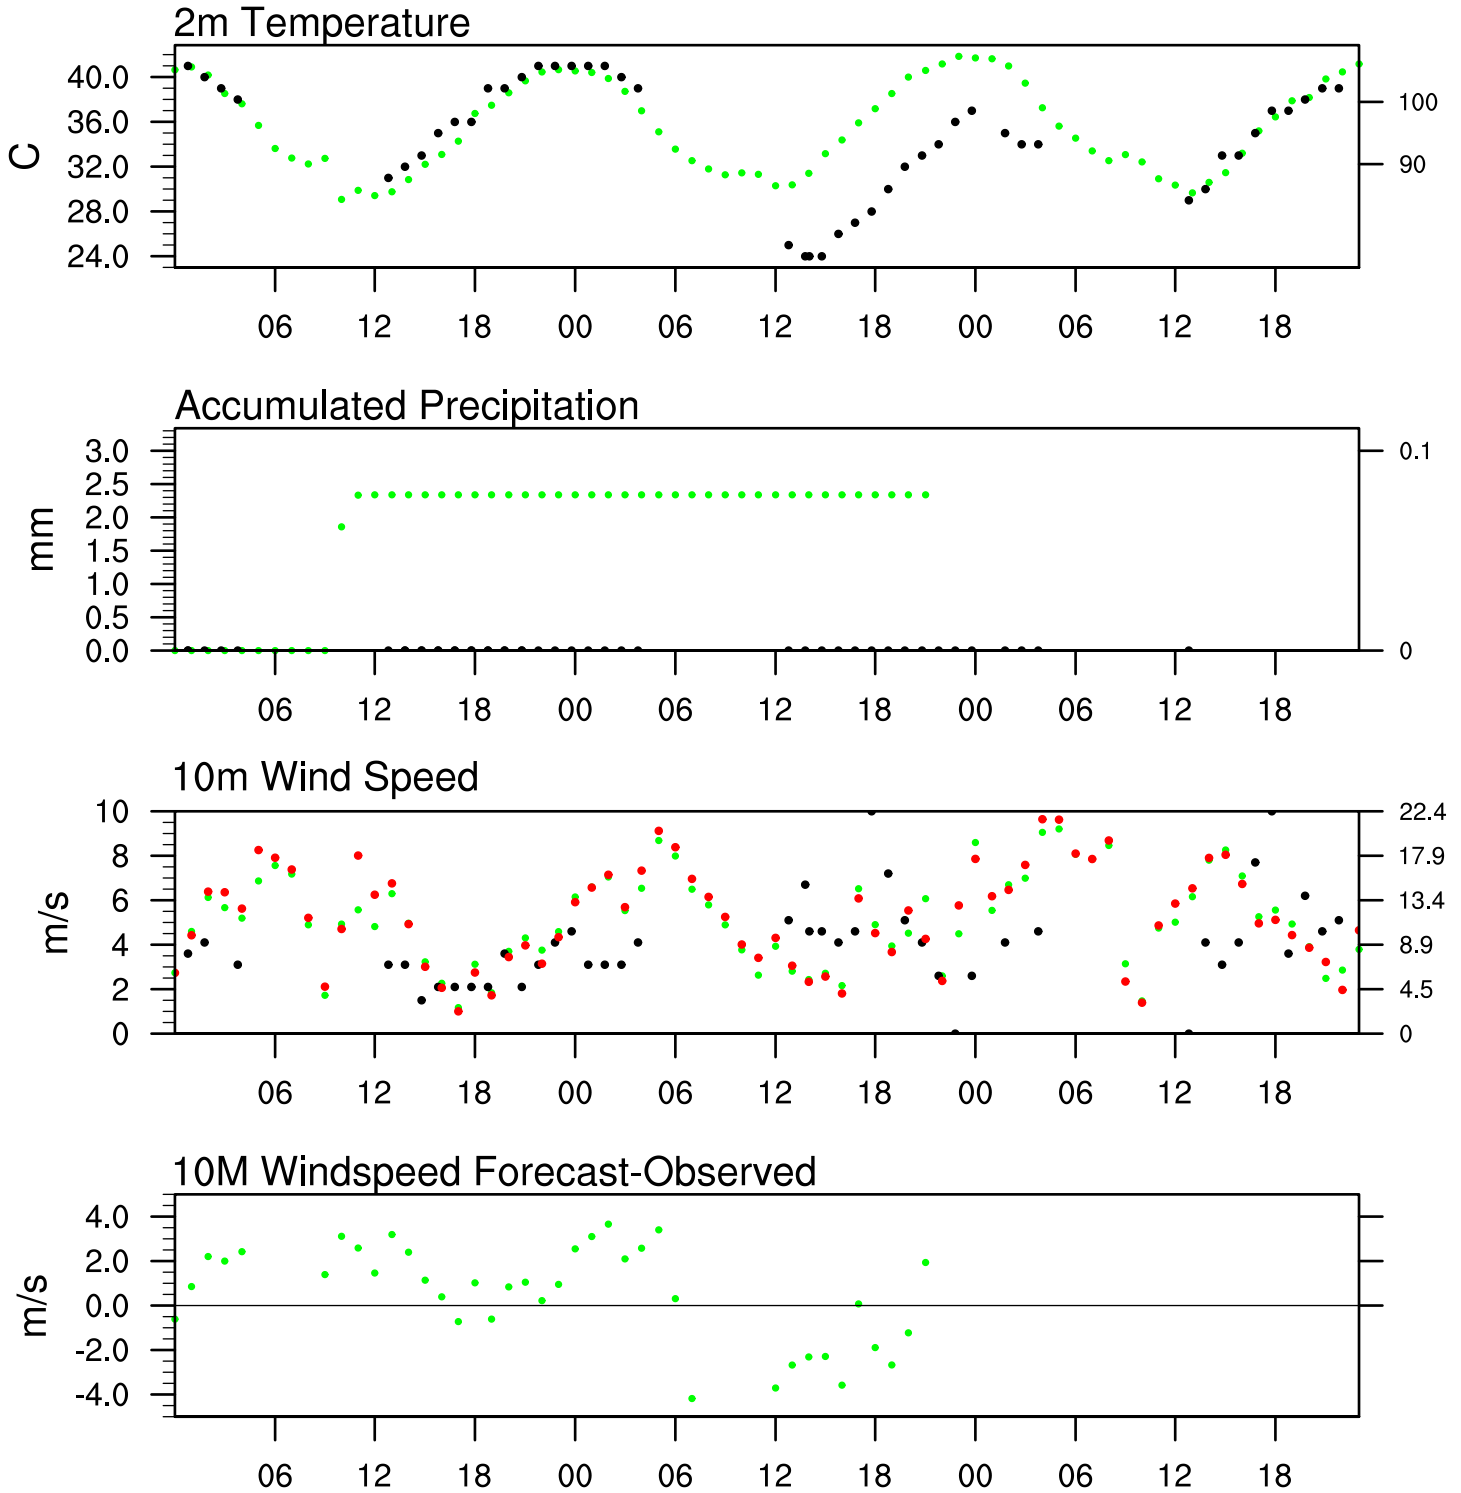 2m Temperature
C
40.0
36.0
32.0
28.0
24.0
100
90
06 12 18 00 06 12 18 00 06 12 18
Accumulated Precipitation
mm
3.0
2.5
2.0
1.5
1.0
0.5
0.0
0.1
0
06 12 18 00 06 12 18 00 06 12 18
10m Wind Speed
m/s
10
8
6
4
2
0
22.4
17.9
13.4
8.9
4.5
0
06 12 18 00 06 12 18 00 06 12 18
10M Windspeed Forecast-Observed
m/s
4.0
2.0
0.0
-2.0
-4.0
06 12 18 00 06 12 18 00 06 12 18